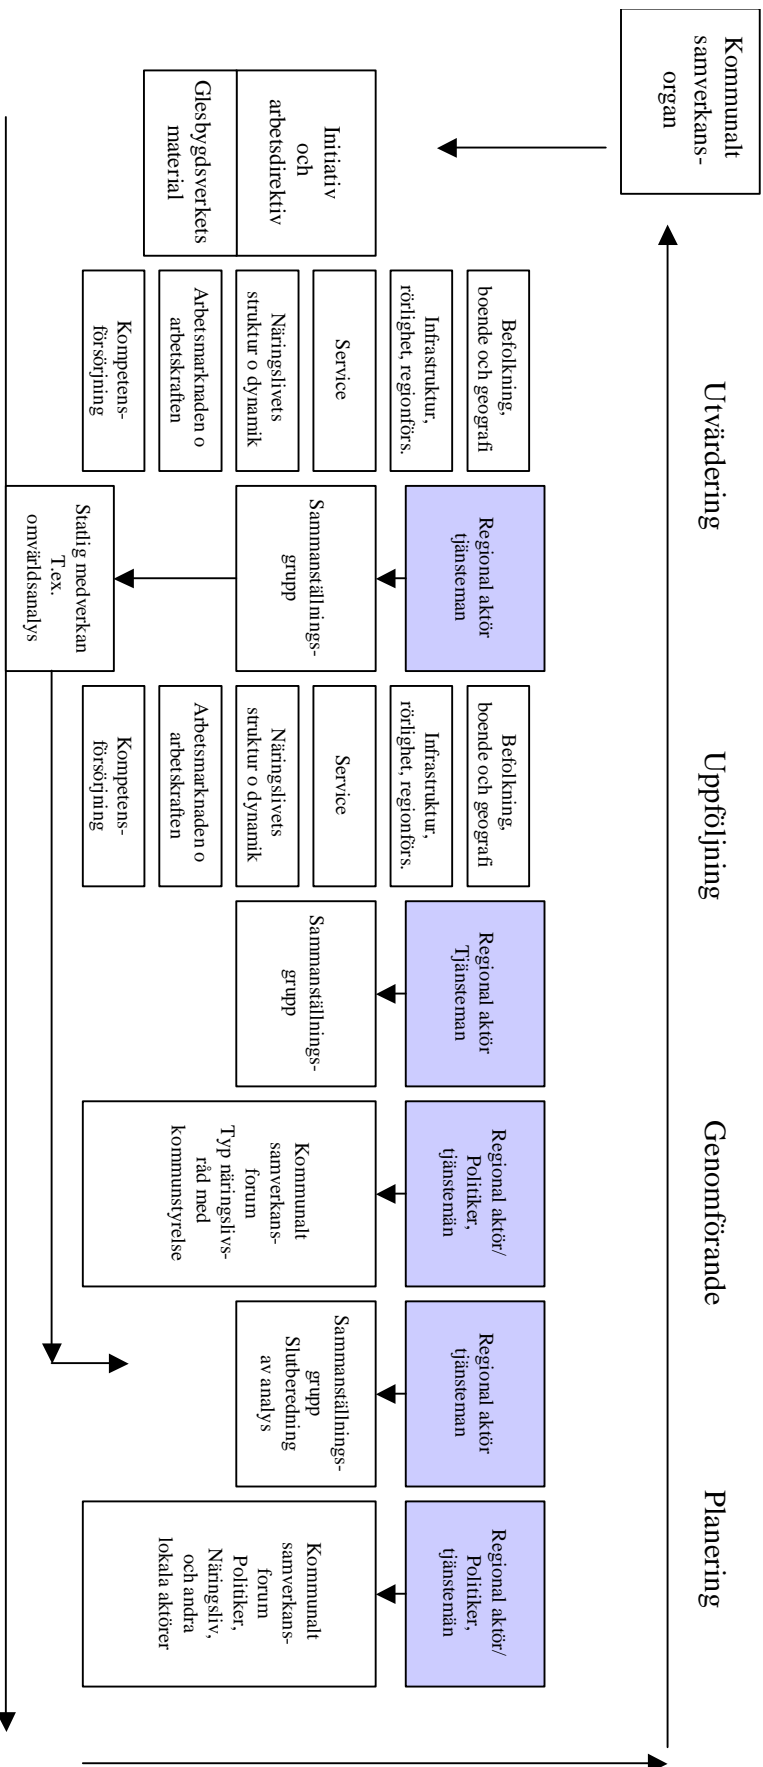 Kommunalt
samverkans-
organ
Utvärdering
Uppföljning
Genomförande
Planering
Initiativ
och
arbetsdirektiv
Glesbygdsverkets
material
Befolkning,
boende och geografi
Infrastruktur,
rörlighet, regionförs.
Service
Näringslivets
struktur o dynamik
Arbetsmarknaden o
arbetskraften
Kompetens-
försörjning
Regional aktör
tjänsteman
Sammanställnings-
grupp
Statlig medverkan
T.ex.
omvärldsanalys
Befolkning,
boende och geografi
Infrastruktur,
rörlighet, regionförs.
Service
Näringslivets
struktur o dynamik
Arbetsmarknaden o
arbetskraften
Kompetens-
försörjning
Regional aktör
Tjänsteman
Sammanställnings-
grupp
Regional aktör/
Politiker,
tjänstemän
Kommunalt
samverkans-
forum
Typ näringslivs-
råd med
kommunstyrelse
Regional aktör
tjänsteman
Sammanställnings-
grupp
Slutberedning
av analys
Regional aktör/
Politiker,
tjänstemän
Kommunalt
samverkans-
forum
Politiker,
Näringsliv,
och andra
lokala aktörer